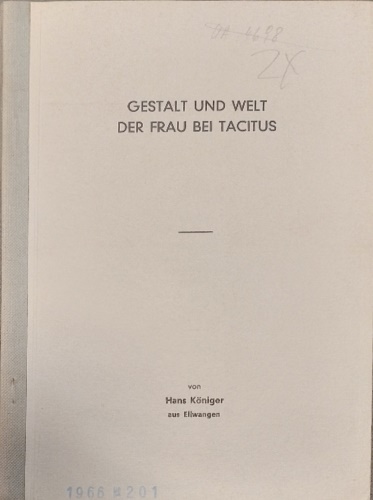 2X
GESTALT UND WELT
DER FRAU BEI TACITUS
von
Hans Königer
aus Ellwangen
1966 201